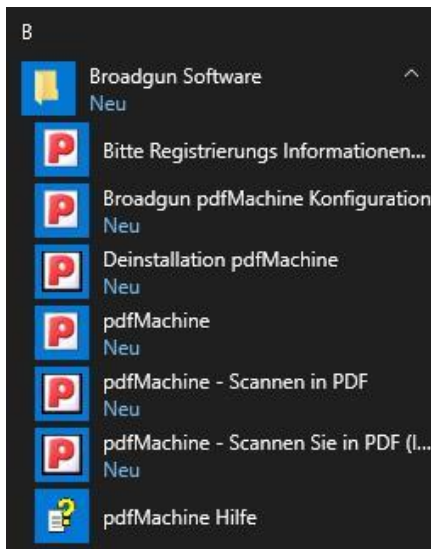 B
Broadgun Software
Neu
P
Bitte Registrierungs Informationen...
P
Broadgun pdfMachine Konfiguration
Neu
P
Deinstallation pdfMachine
Neu
P
pdfMachine
Neu
P
pdfMachine - Scannen in PDF
Neu
P
pdfMachine - Scannen Sie in PDF (I...
Neu
?
pdfMachine Hilfe